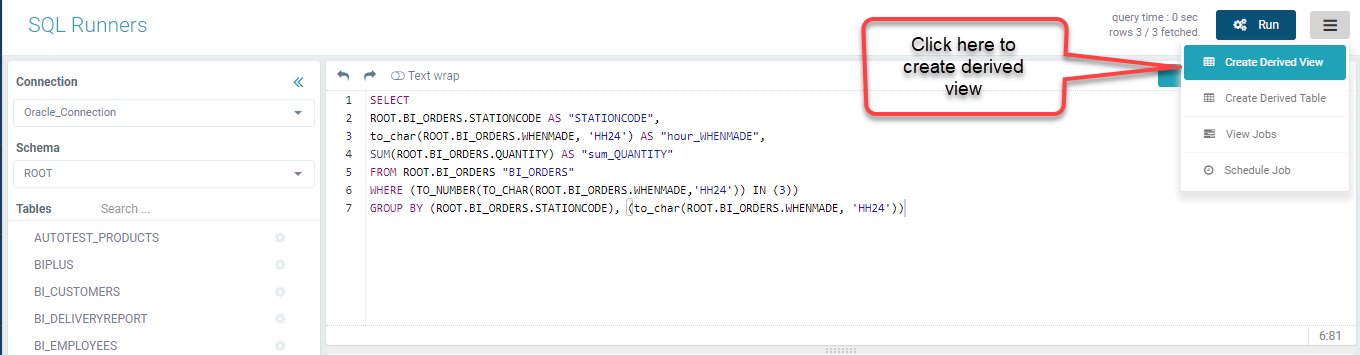 SQL Runners
query time : 0 sec
rows 3 / 3 fetched.
Run
Click here to
create derived
view
Create Derived View
Create Derived Table
View Jobs
Schedule Job
Connection
Oracle_Connection
Schema
ROOT
Tables
Search ...
AUTOTEST_PRODUCTS
BIPLUS
BI_CUSTOMERS
BI_DELIVERYREPORT
BI_EMPLOYEES
Text wrap
1 SELECT
2 ROOT.BI_ORDERS.STATIONCODE AS "STATIONCODE",
3 to_char(ROOT.BI_ORDERS.WHENMADE, 'HH24') AS "hour_WHENMADE",
4 SUM(ROOT.BI_ORDERS.QUANTITY) AS "sum_QUANTITY"
5 FROM ROOT.BI_ORDERS "BI_ORDERS"
6 WHERE (TO_NUMBER(TO_CHAR(ROOT.BI_ORDERS.WHENMADE,'HH24')) IN (3))
7 GROUP BY (ROOT.BI_ORDERS.STATIONCODE), (to_char(ROOT.BI_ORDERS.WHENMADE, 'HH24'))
6:81